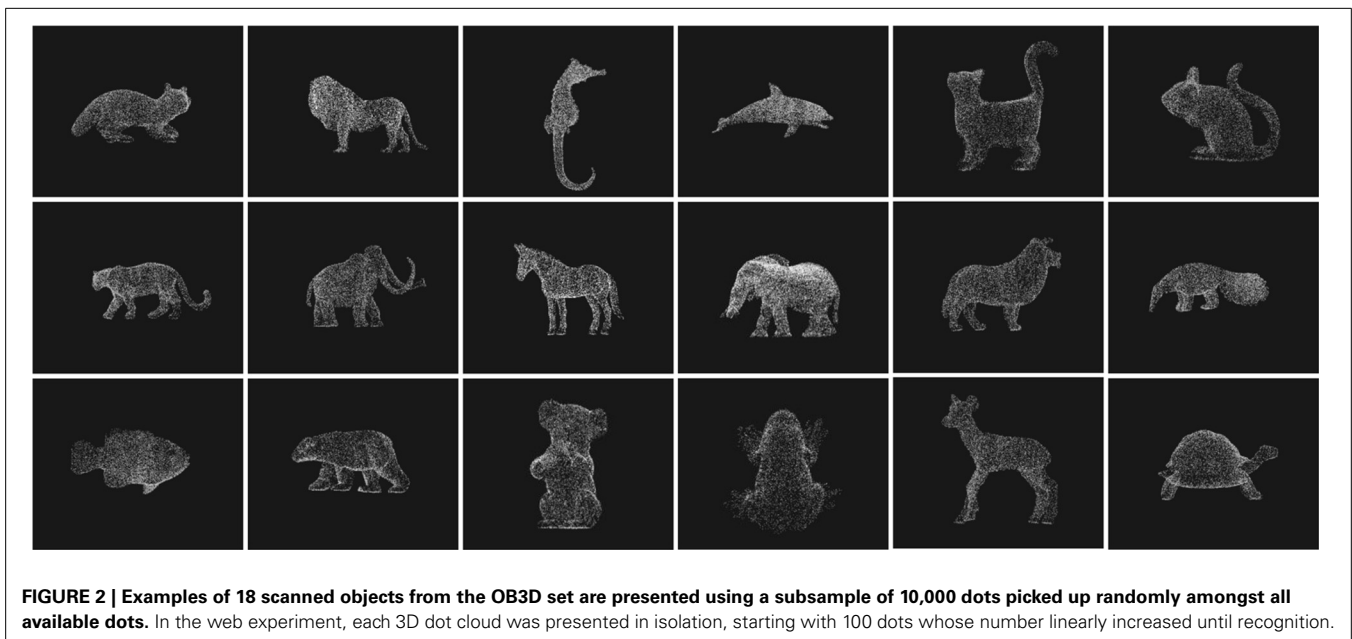 FIGURE 2 | Examples of 18 scanned objects from the OB3D set are presented using a subsample of 10,000 dots picked up randomly amongst all
available dots. In the web experiment, each 3D dot cloud was presented in isolation, starting with 100 dots whose number linearly increased until recognition.